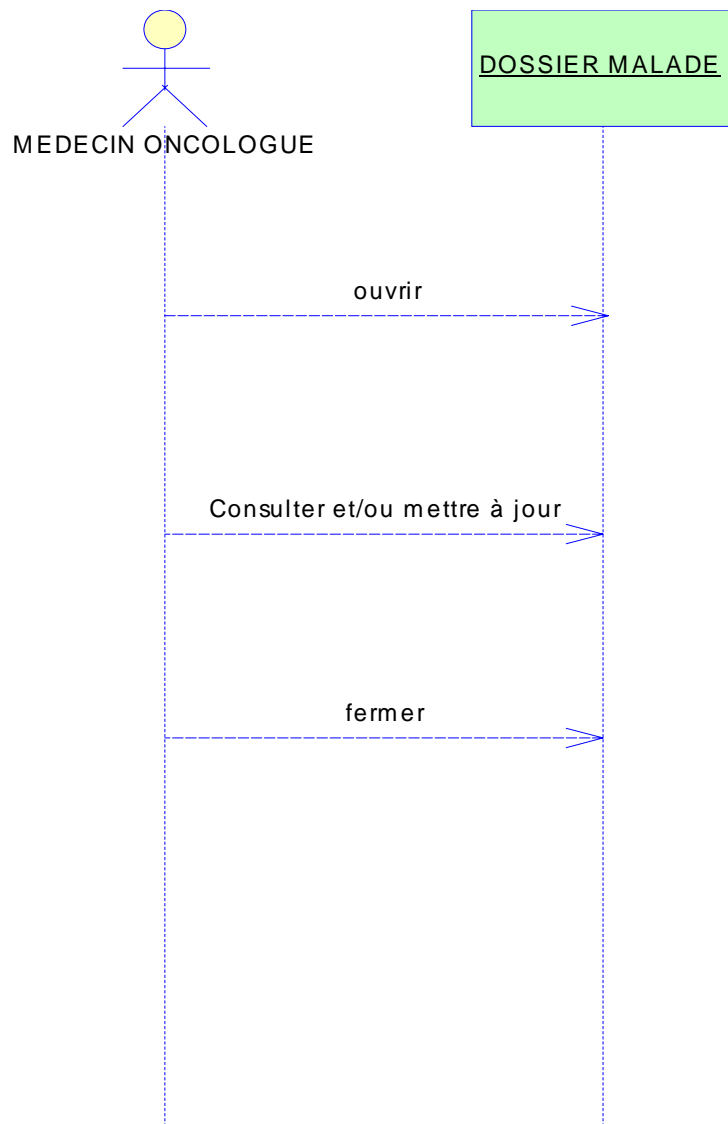 DOSSIER MALADE
MEDECIN ONCOLOGUE
ouvrir
Consulter et/ou mettre à jour
fermer